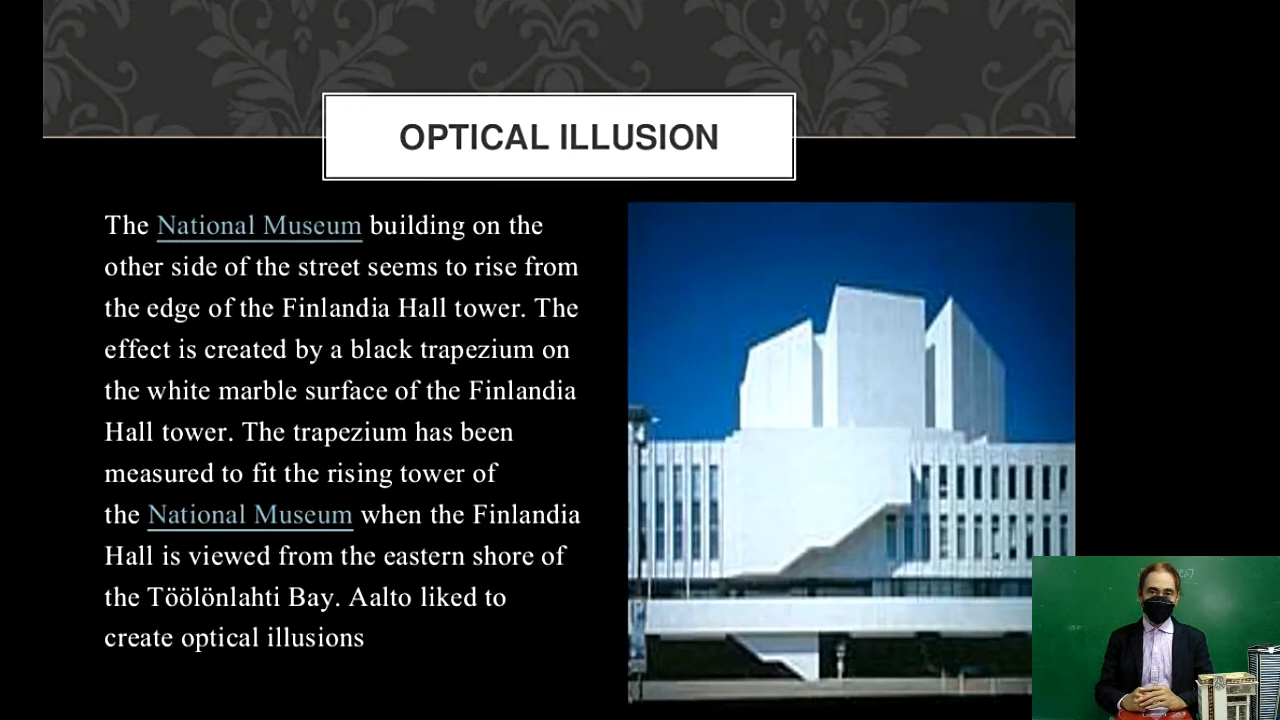 OPTICAL ILLUSION
The National Museum building on the
other side of the street seems to rise from
the edge of the Finlandia Hall tower. The
effect is created by a black trapezium on
the white marble surface of the Finlandia
Hall tower. The trapezium has been
measured to fit the rising tower of
the National Museum when the Finlandia
Hall is viewed from the eastern shore of
the Töölönlahti Bay. Aalto liked to
create optical illusions